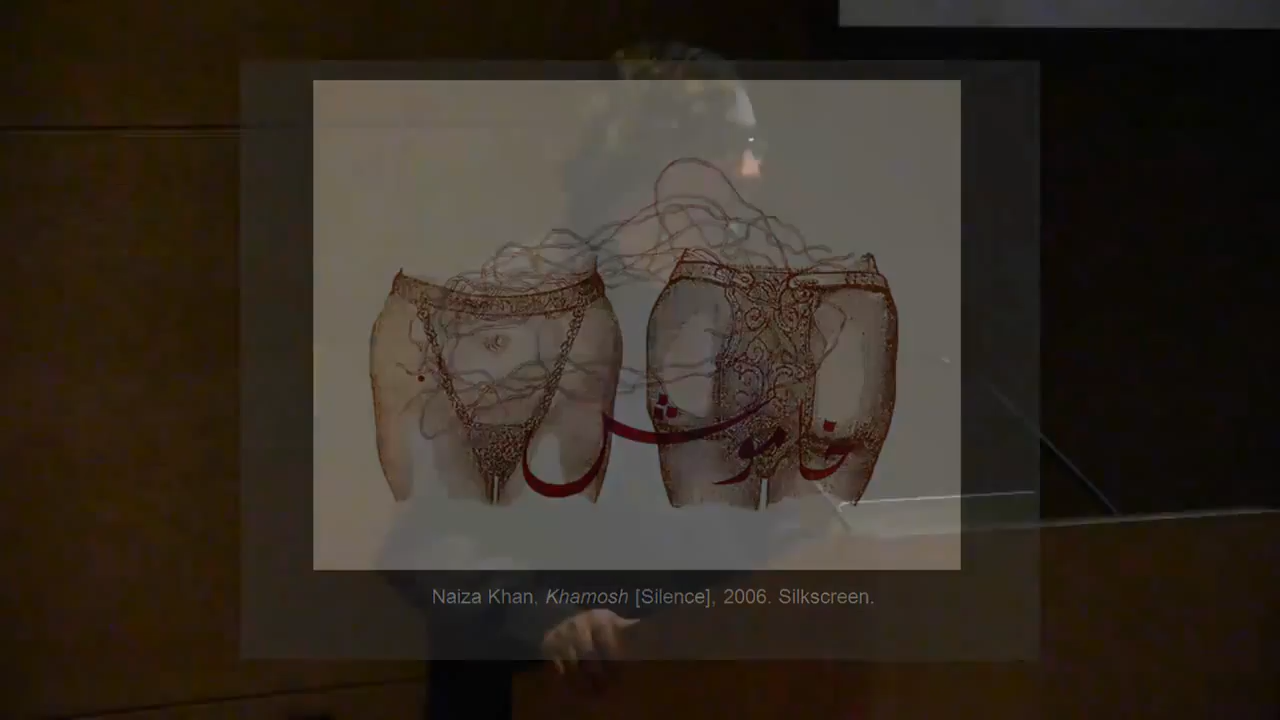 خاموش
Naiza Khan, Khamosh [Silence], 2006. Silkscreen.